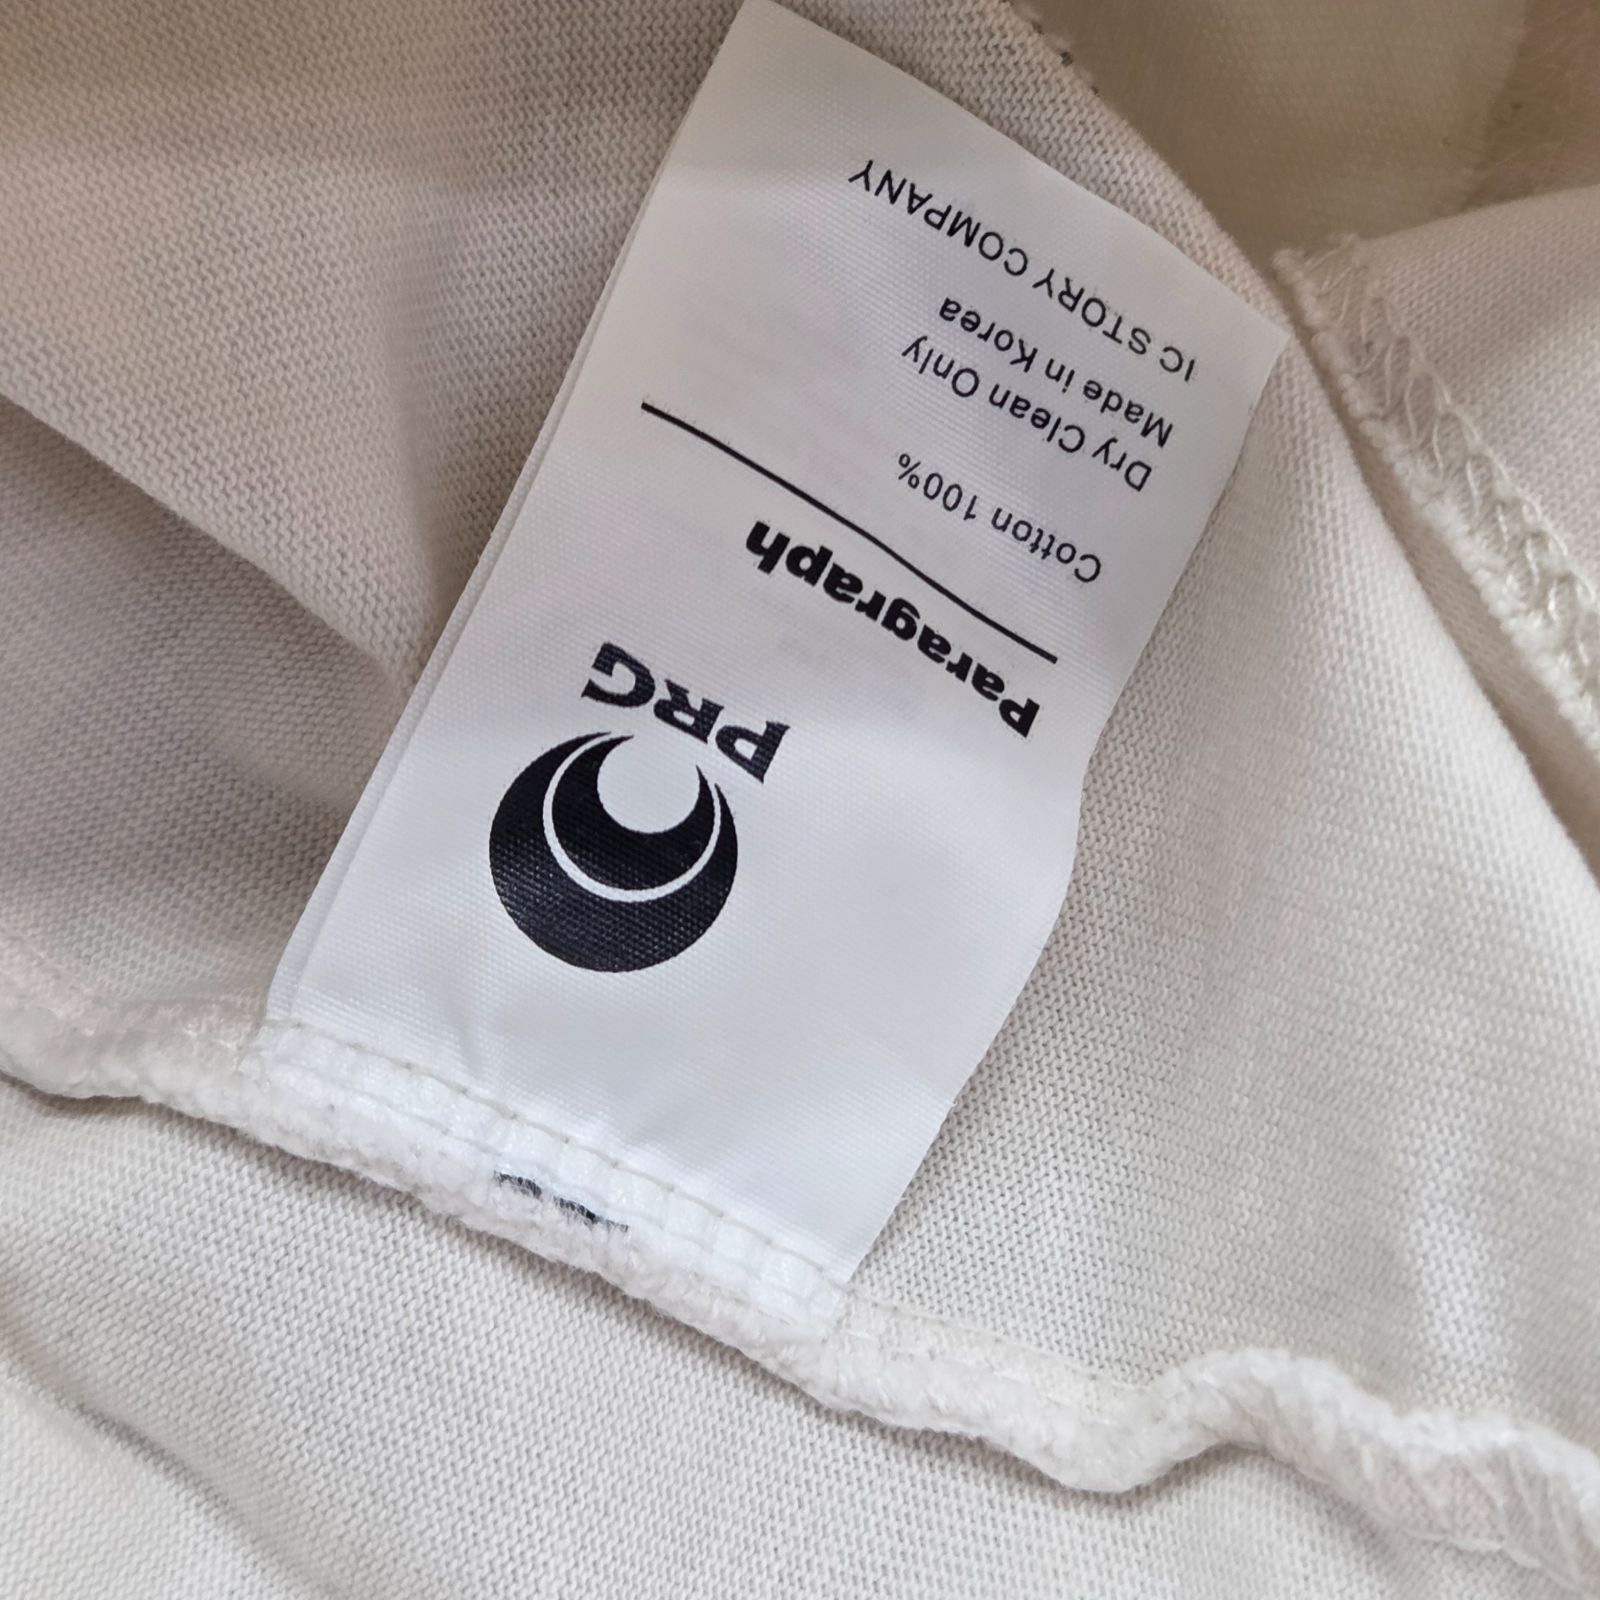 PRG
Paragraph
Cotton 100%
Dry Clean Only
Made in Korea
IC STORY COMPANY